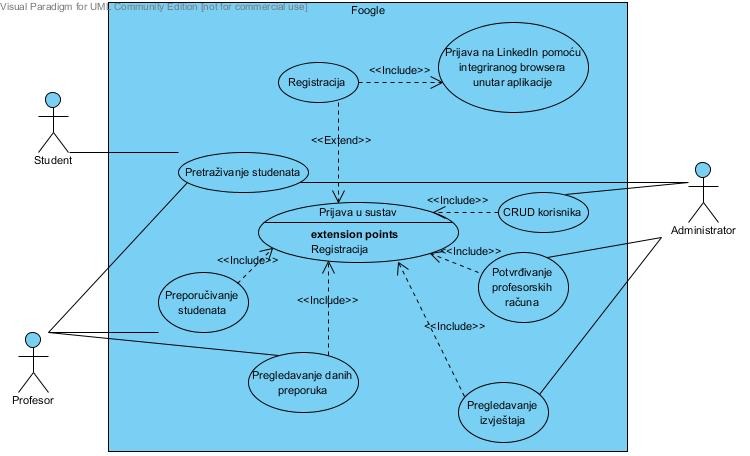 Visual Paradigm for UML Community Edition [not for commercial use]
Foogle
Registracija
<<Include>>
Prijava na LinkedIn pomoću
integriranog browsera
unutar aplikacije
<<Extend>>
Student
Pretraživanje studenata
Administrator
Prijava u sustav
extension points
Registracija
<<Include>>
CRUD korisnika
<<Include>>
Potvrđivanje
profesorskih
računa
<<Include>>
Preporučivanje
studenata
<<Include>>
Pregledavanje danih
preporuka
<<Include>>
Pregledavanje
izvještaja
Profesor